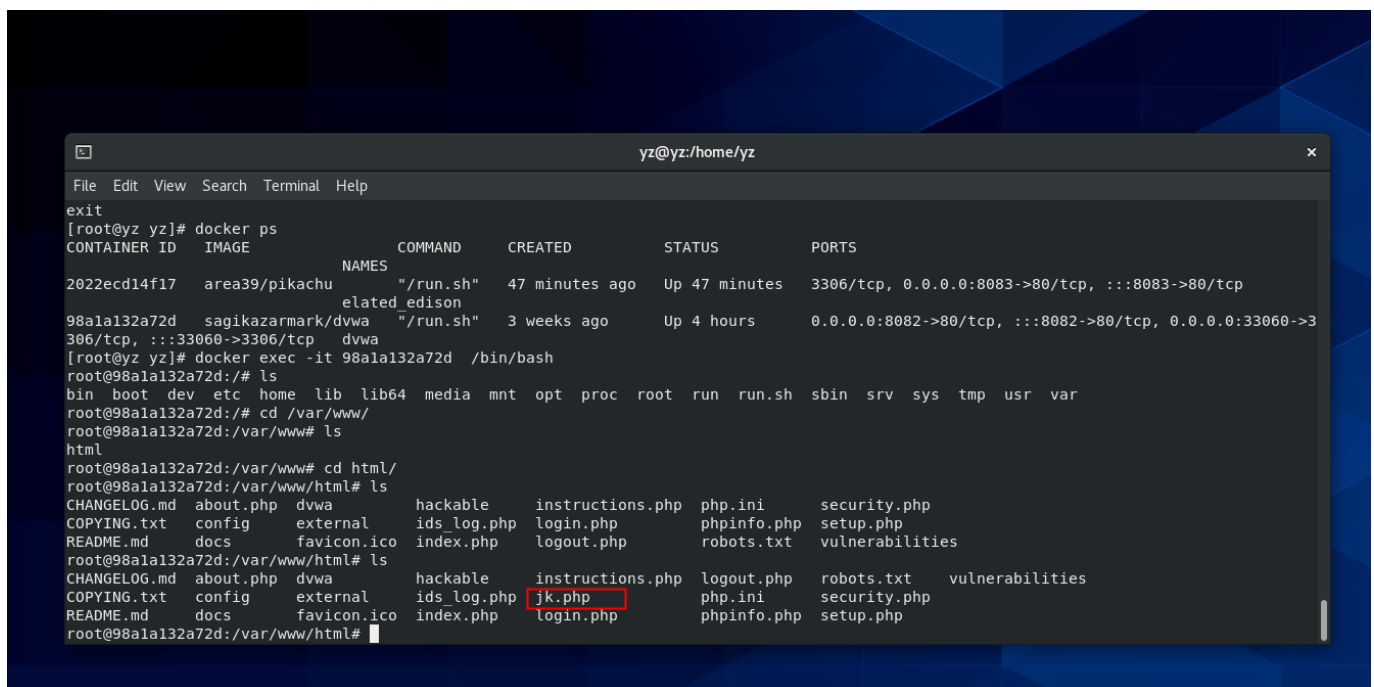 yz@yz:/home/yz ×
File Edit View Search Terminal Help
exit
[root@yz yz]# docker ps
CONTAINER ID   IMAGE                COMMAND     CREATED          STATUS          PORTS
                              NAMES
2022ecd14f17   area39/pikachu       "/run.sh"   47 minutes ago   Up 47 minutes   3306/tcp, 0.0.0.0:8083->80/tcp, :::8083->80/tcp
                              elated_edison
98a1a132a72d   sagikazarmark/dvwa   "/run.sh"   3 weeks ago      Up 4 hours      0.0.0.0:8082->80/tcp, :::8082->80/tcp, 0.0.0.0:33060->3
306/tcp, :::33060->3306/tcp   dvwa
[root@yz yz]# docker exec -it 98a1a132a72d  /bin/bash
root@98a1a132a72d:/# ls
bin  boot  dev  etc  home  lib  lib64  media  mnt  opt  proc  root  run  run.sh  sbin  srv  sys  tmp  usr  var
root@98a1a132a72d:/# cd /var/www/
root@98a1a132a72d:/var/www# ls
html
root@98a1a132a72d:/var/www# cd html/
root@98a1a132a72d:/var/www/html# ls
CHANGELOG.md  about.php  dvwa         hackable     instructions.php  php.ini      security.php
COPYING.txt   config     external     ids_log.php  login.php         phpinfo.php  setup.php
README.md     docs       favicon.ico  index.php    logout.php        robots.txt   vulnerabilities
root@98a1a132a72d:/var/www/html# ls
CHANGELOG.md  about.php  dvwa         hackable     instructions.php  logout.php   robots.txt    vulnerabilities
COPYING.txt   config     external     ids_log.php  jk.php            php.ini      security.php
README.md     docs       favicon.ico  index.php    login.php         phpinfo.php  setup.php
root@98a1a132a72d:/var/www/html#